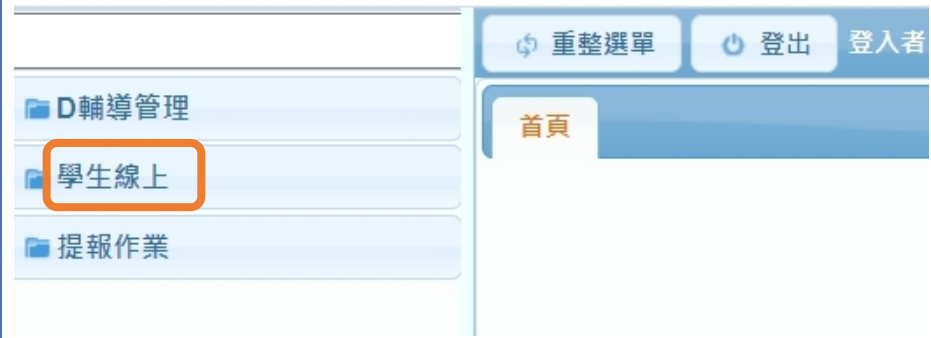 重整選單
登出
登入者
D輔導管理
首頁
學生線上
提報作業